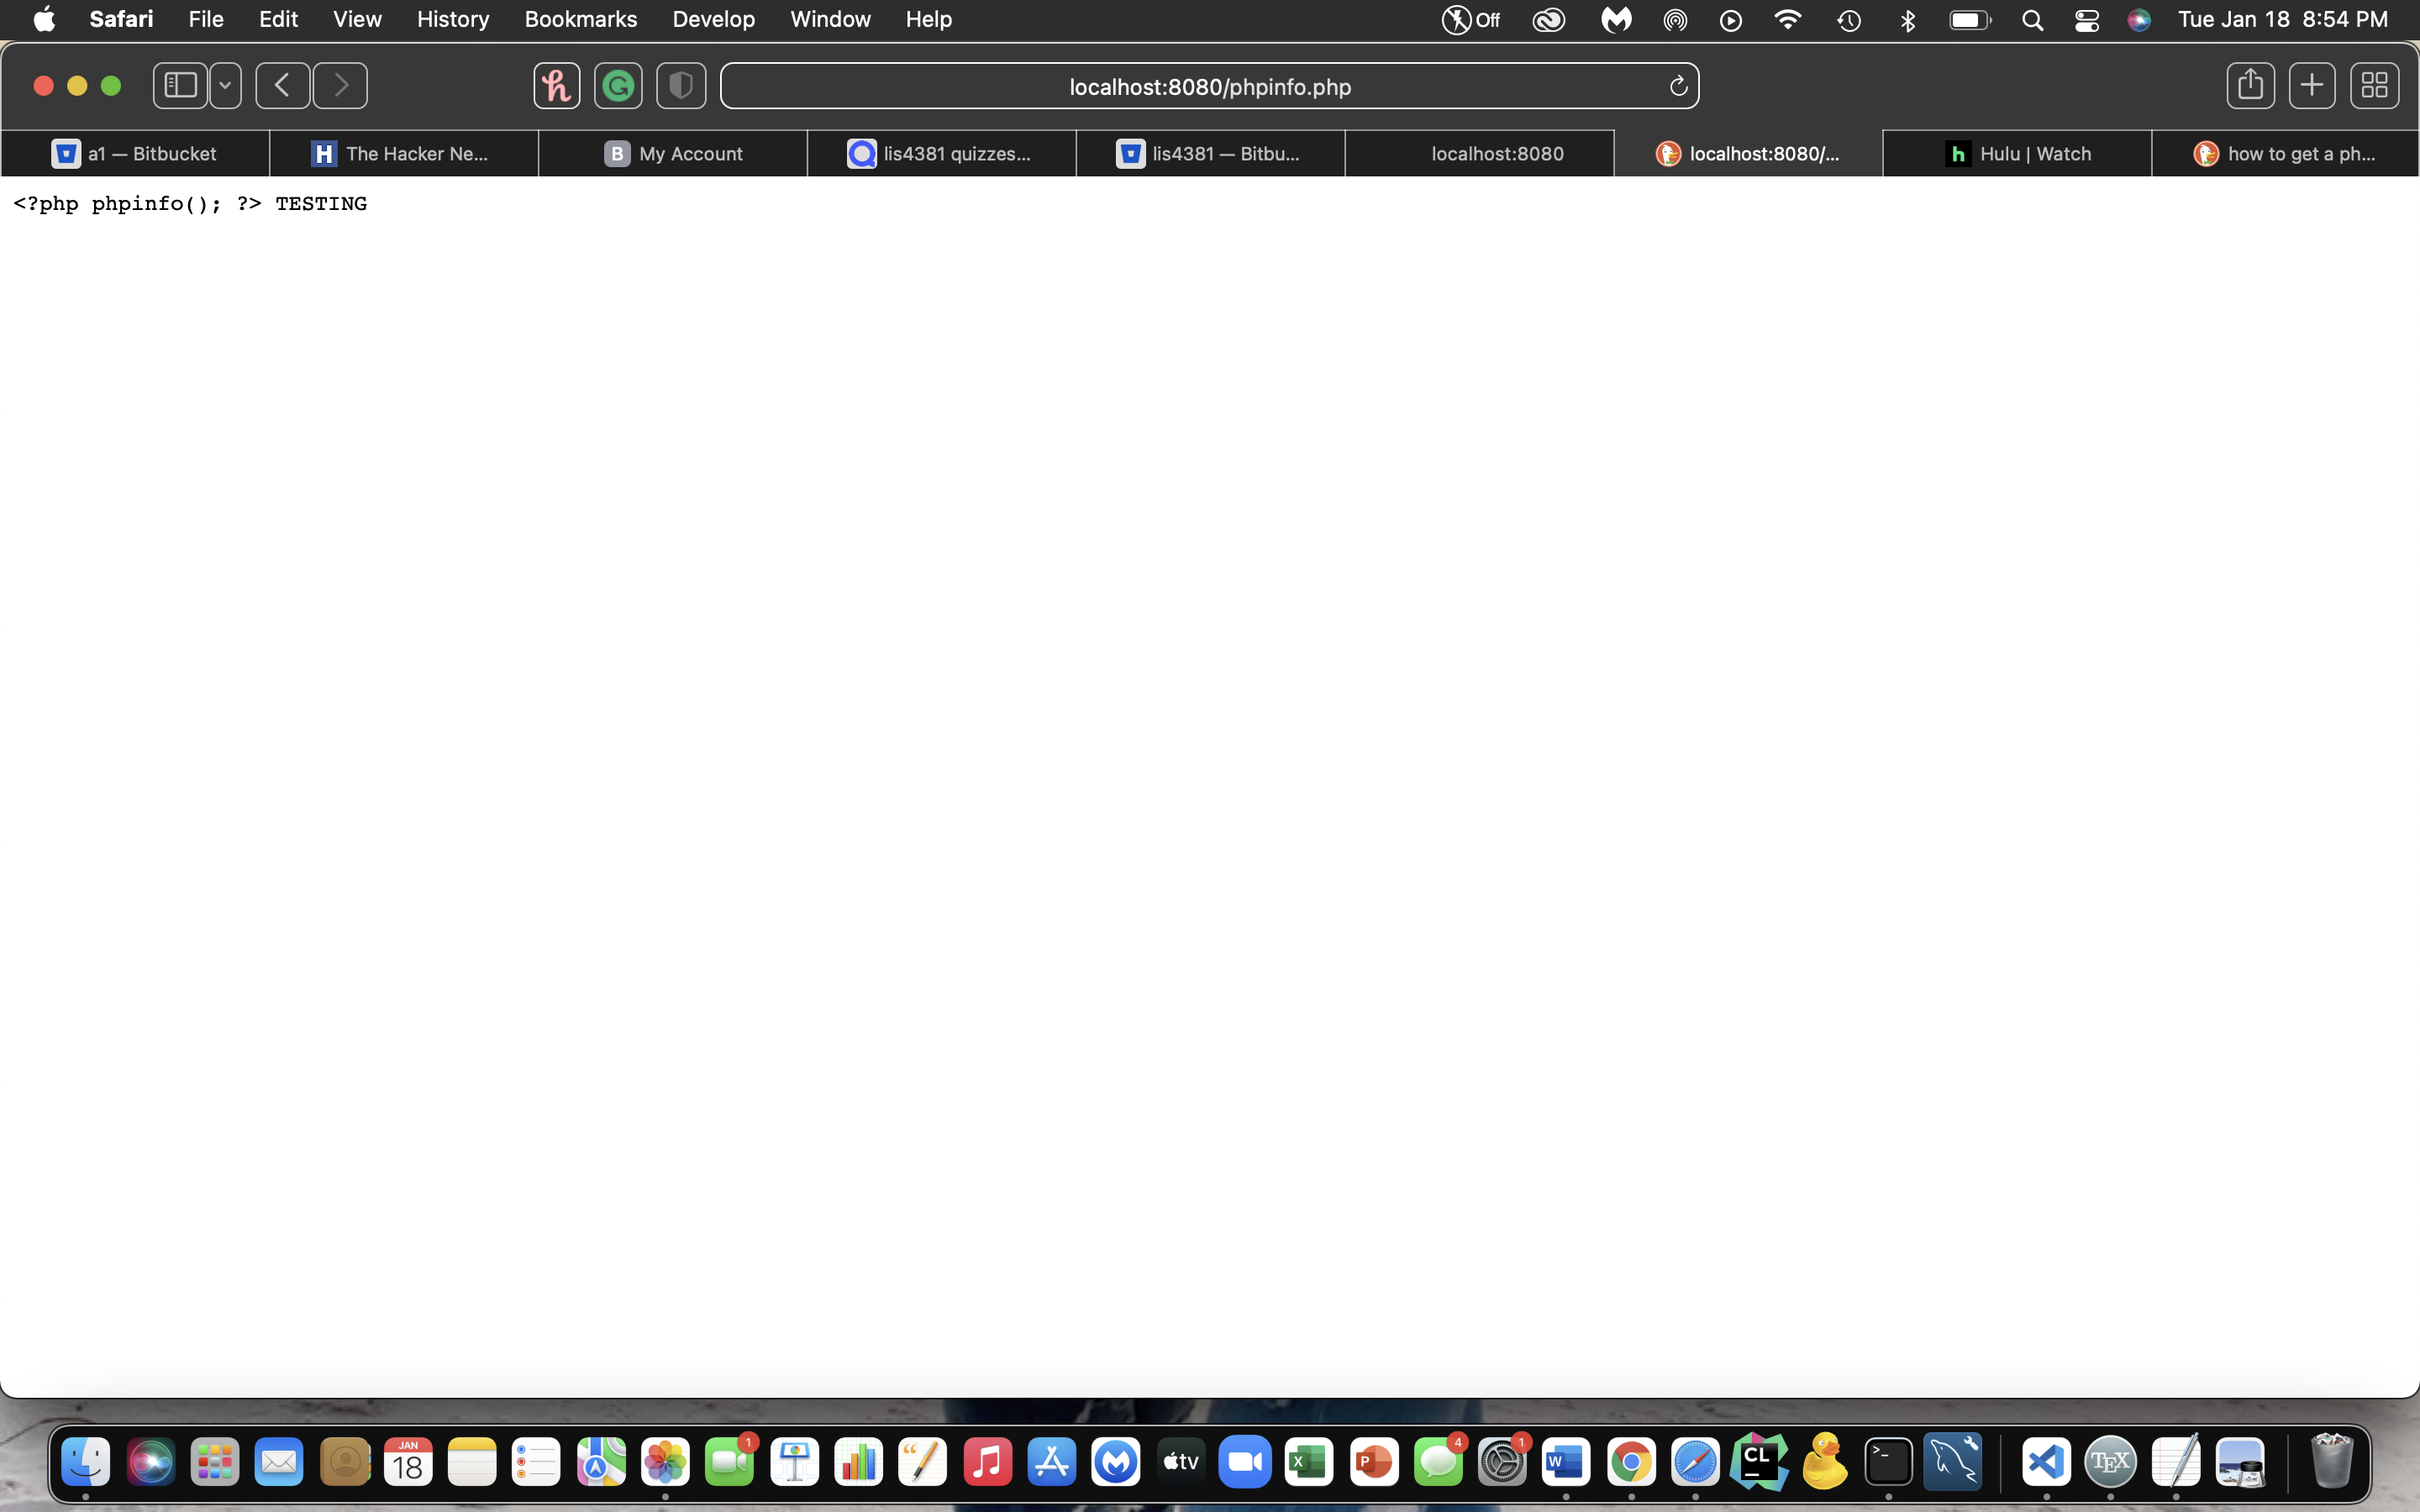 Safari File Edit View History Bookmarks Develop Window Help Off Tue Jan 18 8:54 PM
localhost:8080/phpinfo.php
a1 — Bitbucket The Hacker Ne... My Account lis4381 quizzes... lis4381 — Bitbu... localhost:8080 localhost:8080/... Hulu | Watch how to get a ph...
<?php phpinfo(); ?> TESTING
JAN
18
1
tv
X
P
4
1
W
CL
>_
TEX